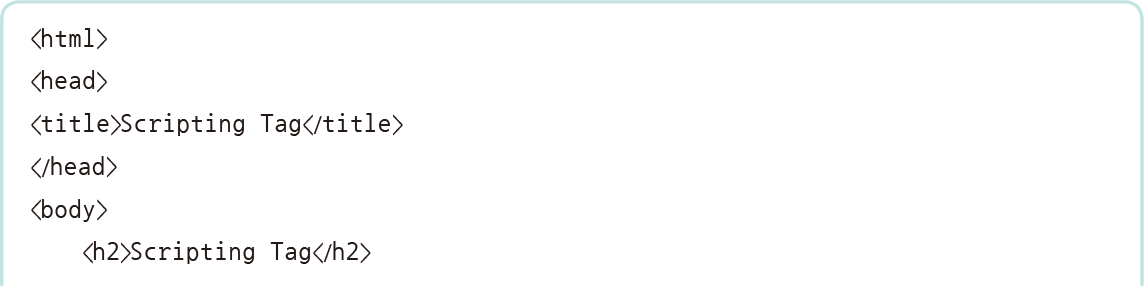 <html>
<head>
<title>Scripting Tag</title>
</head>
<body>
    <h2>Scripting Tag</h2>